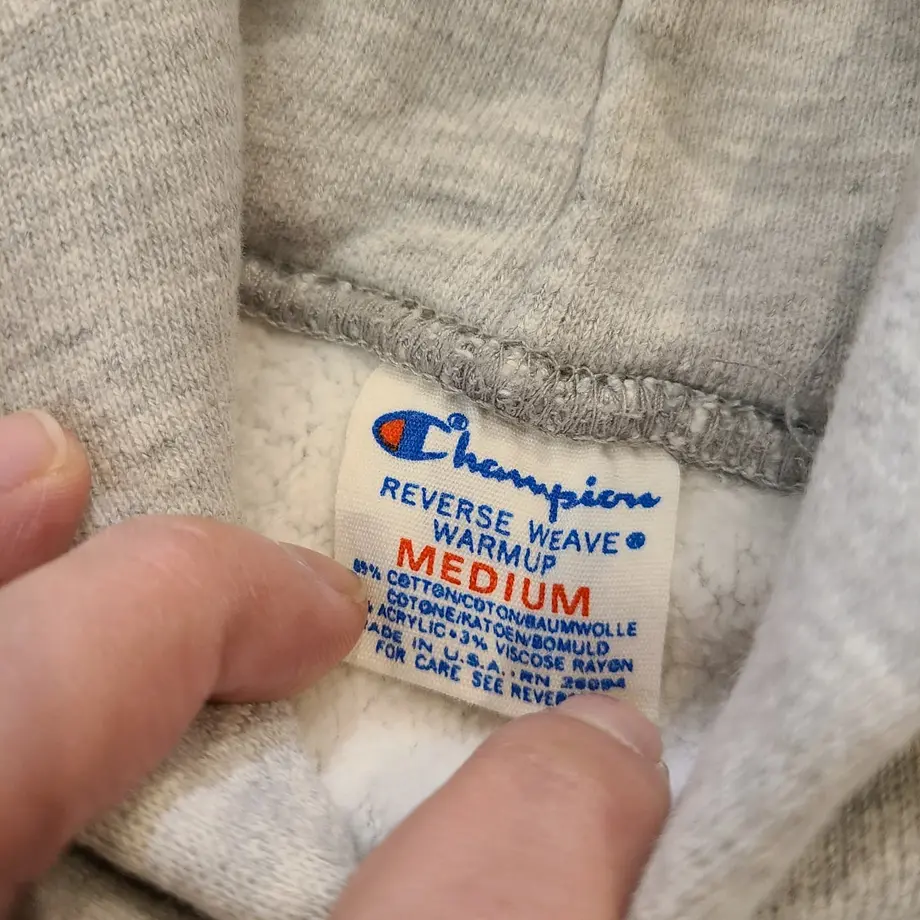 Champion®
REVERSE WEAVE®
WARMUP
MEDIUM
89% COTTON/COTON/BAUMWOLLE
COTONE/KATOEN/BOMULD
% ACRYLIC•3% VISCOSE RAYON
MADE IN U.S.A., RN 26094
FOR CARE SEE